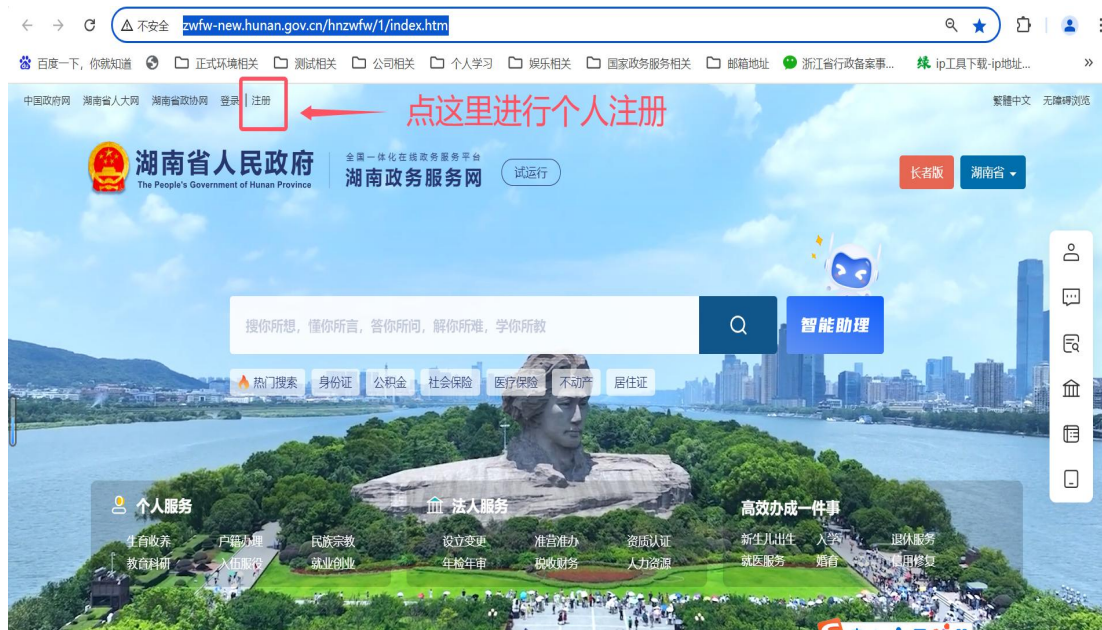 不安全 zwfw-new.hunan.gov.cn/hnzwfw/1/index.htm
百度一下，你就知道 正式环境相关 测试相关 公司相关 个人学习 娱乐相关 国家政务服务相关 邮箱地址 浙江省行政备案事... ip工具下载-ip地址... »
中国政府网 湖南省人大网 湖南省政协网 登录 | 注册 点这里进行个人注册 繁體中文 无障碍浏览
湖南省人民政府
The People's Government of Hunan Province
全国一体化在线政务服务平台
湖南政务服务网
试运行
长者版 湖南省
搜你所想，懂你所言，答你所问，解你所难，学你所教
智能助理
热门搜索 身份证 公积金 社会保险 医疗保险 不动产 居住证
个人服务 法人服务 高效办成一件事
生育收养 户籍办理 民族宗教 设立变更 准营准办 资质认证 新生儿出生 入学 退休服务
教育科研 入伍服役 就业创业 年检年审 税收财务 人力资源 就医服务 婚育 信用修复